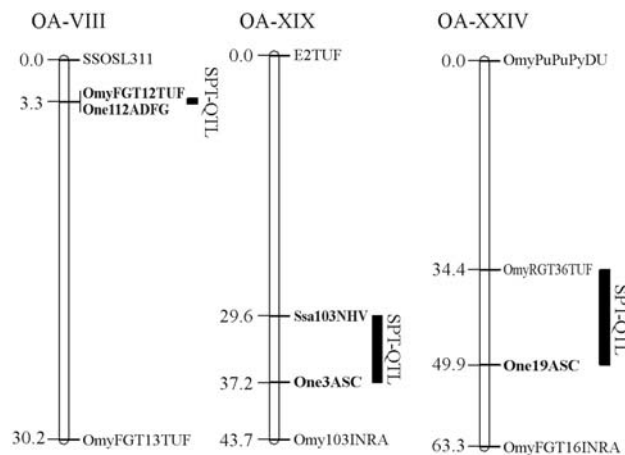 OA-VIII
0.0 SSOSL311
3.3 OmyFGT12TUF
One112ADFG
SPT-QTL
30.2 OmyFGT13TUF
OA-XIX
0.0 E2TUF
29.6 Ssa103NHV
SPT-QTL
37.2 One3ASC
43.7 Omy103INRA
OA-XXIV
0.0 OmyPuPuPyDU
34.4 OmyRGT36TUF
SPT-QTL
49.9 One19ASC
63.3 OmyFGT16INRA